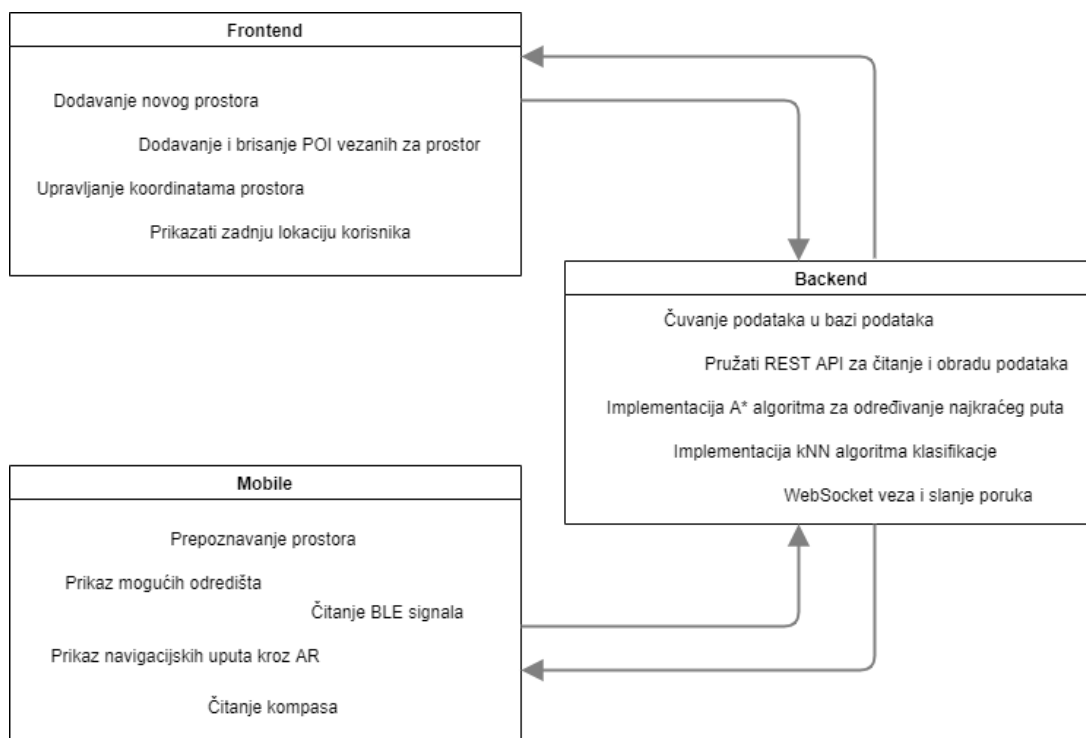 Frontend
Dodavanje novog prostora
Dodavanje i brisanje POI vezanih za prostor
Upravljanje koordinatama prostora
Prikazati zadnju lokaciju korisnika
Backend
Čuvanje podataka u bazi podataka
Pružati REST API za čitanje i obradu podataka
Implementacija A* algoritma za određivanje najkraćeg puta
Implementacija kNN algoritma klasifikacje
WebSocket veza i slanje poruka
Mobile
Prepoznavanje prostora
Prikaz mogućih odredišta
Čitanje BLE signala
Prikaz navigacijskih uputa kroz AR
Čitanje kompasa